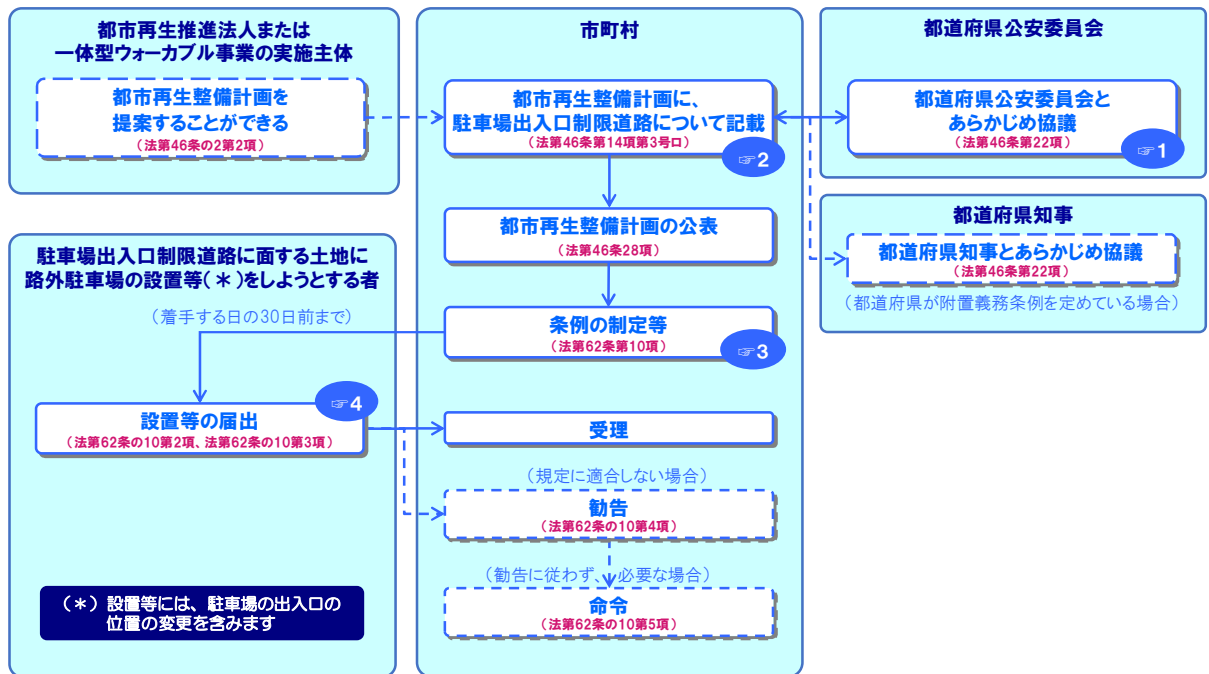 都市再生推進法人または
一体型ウォーカブル事業の実施主体
都市再生整備計画を
提案することができる
（法第46条の2第2項）
市町村
都市再生整備計画に、
駐車場出入口制限道路について記載
（法第46条第14項第3号ロ）
☞2
都道府県公安委員会
都道府県公安委員会と
あらかじめ協議
（法第46条第22項）
☞1
都道府県知事
都道府県知事とあらかじめ協議
（法第46条第22項）
（都道府県が附置義務条例を定めている場合）
都市再生整備計画の公表
（法第46条28項）
条例の制定等
（法第62条第10項）
☞3
駐車場出入口制限道路に面する土地に
路外駐車場の設置等（＊）をしようとする者
（着手する日の30日前まで）
設置等の届出
（法第62条の10第2項、法第62条の10第3項）
☞4
受理
（規定に適合しない場合）
勧告
（法第62条の10第4項）
（勧告に従わず、必要な場合）
命令
（法第62条の10第5項）
（＊）設置等には、駐車場の出入口の
位置の変更を含みます